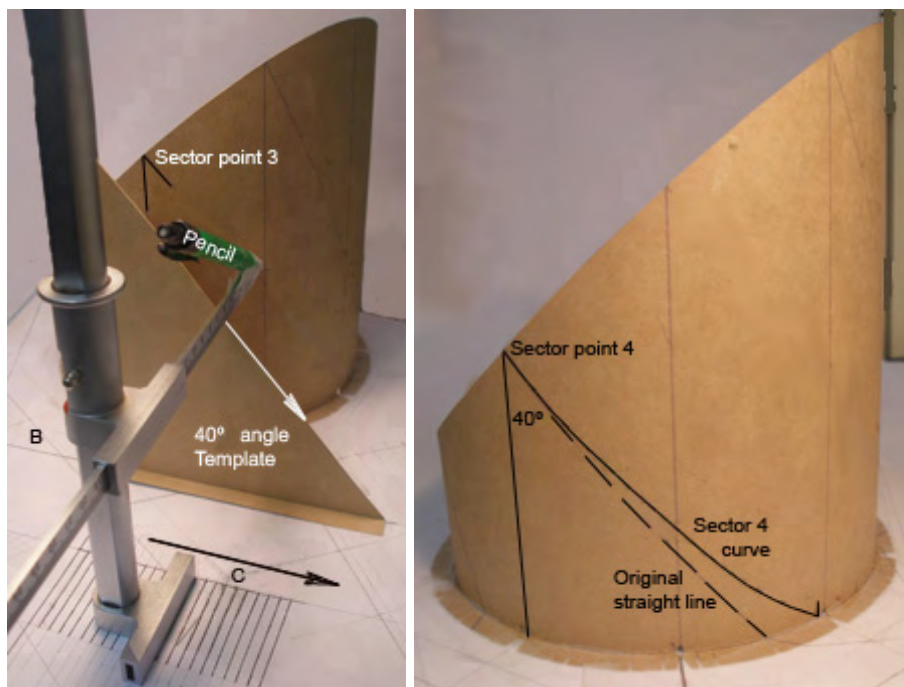 Sector point 3
Pencil
B
40º angle
Template
C
Sector point 4
40º
Sector 4
curve
Original
straight line